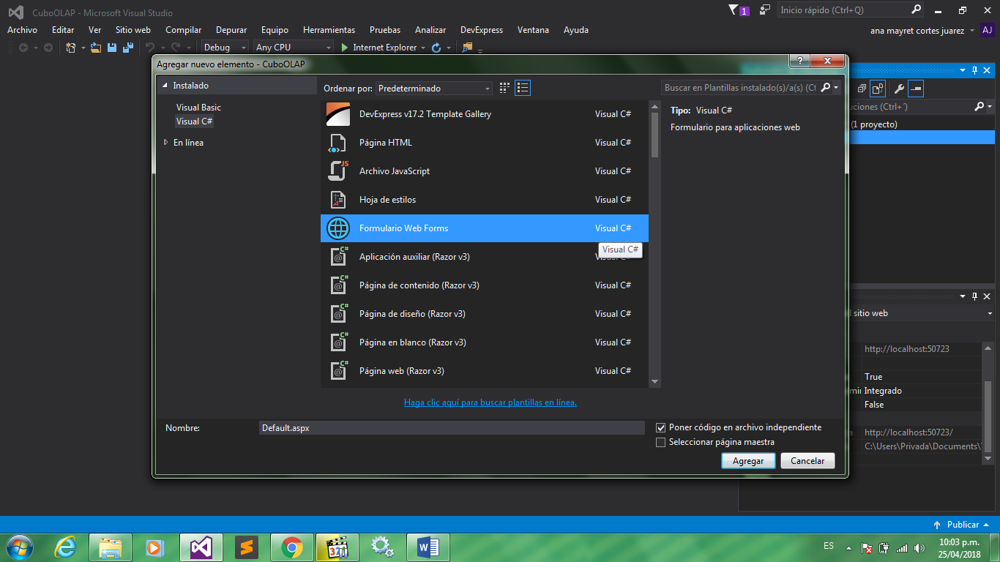 CuboOLAP - Microsoft Visual Studio
1
Inicio rápido (Ctrl+Q)
Archivo Editar Ver Sitio web Compilar Depurar Equipo Herramientas Pruebas Analizar DevExpress Ventana Ayuda
ana mayret cortes juarez AJ
Debug Any CPU Internet Explorer
Agregar nuevo elemento - CuboOLAP
Instalado
Visual Basic
Visual C#
En línea
Ordenar por: Predeterminado
Buscar en Plantillas instalado(s)/a(s) (Ct
DevExpress v17.2 Template Gallery Visual C#
Página HTML Visual C#
Archivo JavaScript Visual C#
Hoja de estilos Visual C#
Formulario Web Forms Visual C#
Visual C#
Aplicación auxiliar (Razor v3)
Página de contenido (Razor v3) Visual C#
Página de diseño (Razor v3) Visual C#
Página en blanco (Razor v3) Visual C#
Página web (Razor v3) Visual C#
Tipo: Visual C#
Formulario para aplicaciones web
Haga clic aquí para buscar plantillas en línea.
Nombre: Default.aspx
Poner código en archivo independiente
Seleccionar página maestra
Agregar Cancelar
(Ctrl+´)
(1 proyecto)
sitio web
http://localhost:50723
True
Integrado
False
http://localhost:50723/
C:\Users\Privada\Documents\
Publicar
ES
10:03 p.m.
25/04/2018